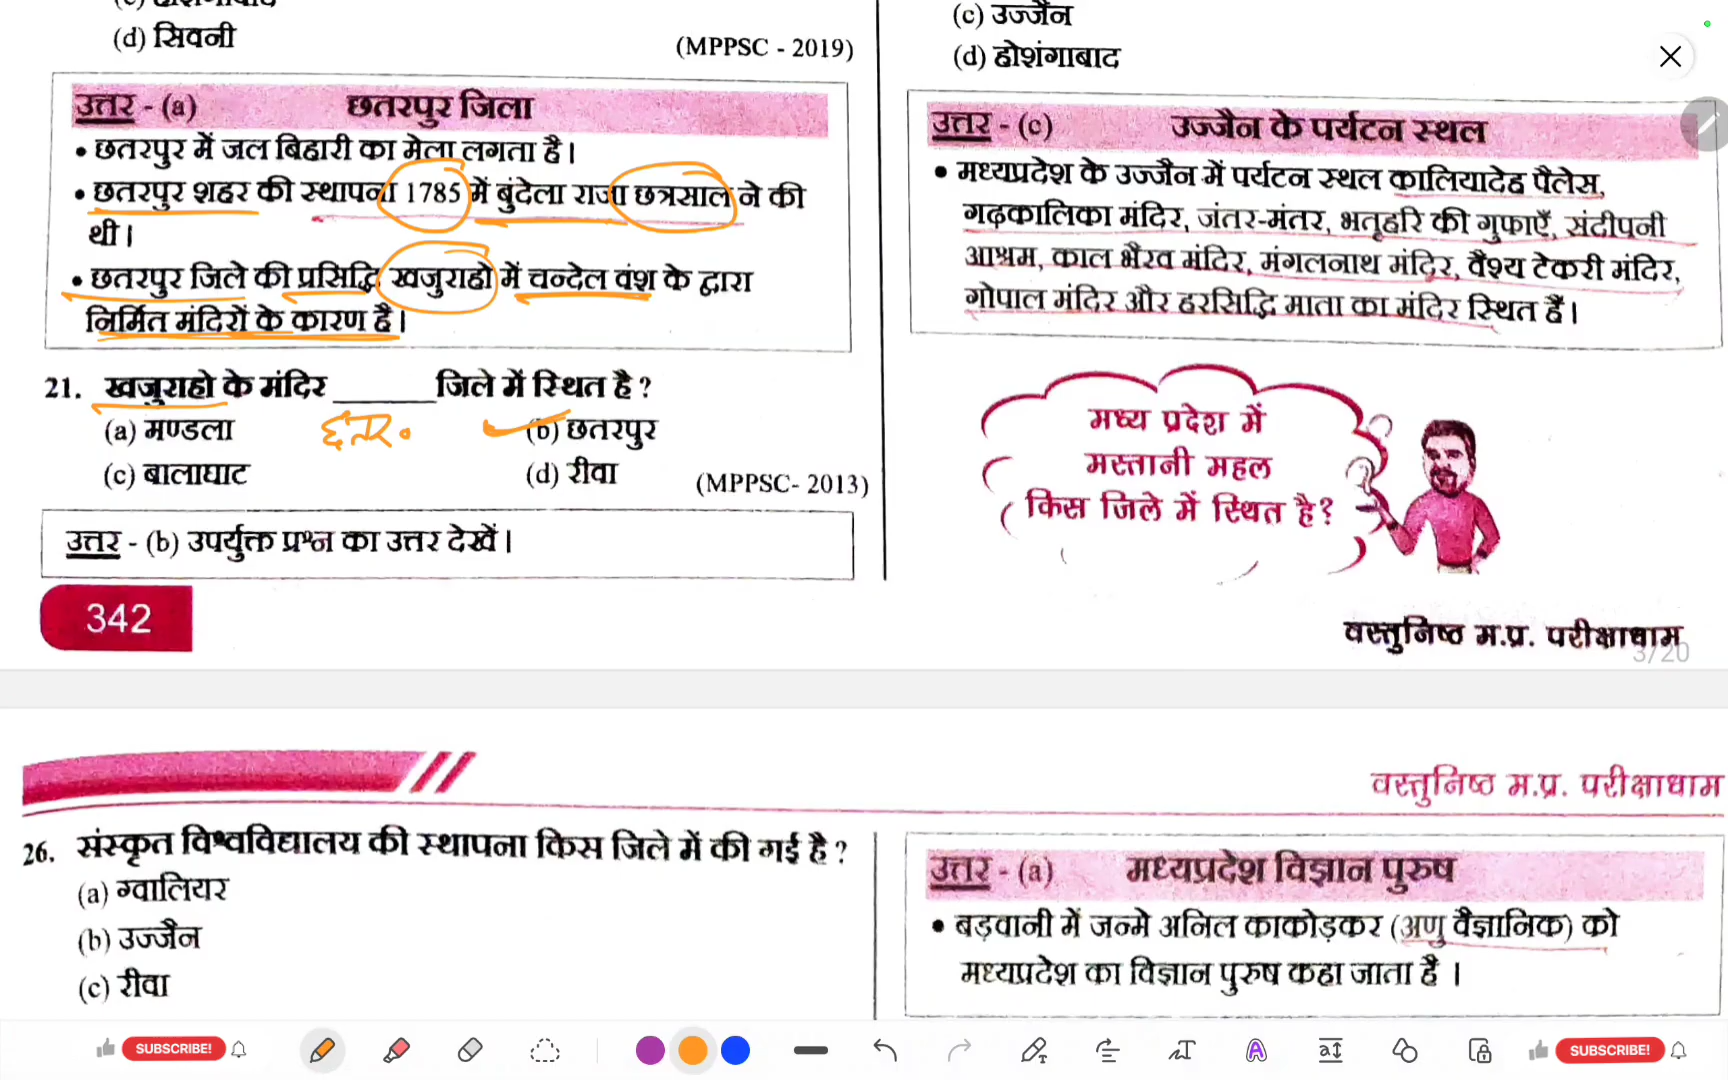 (d) सिवनी
(MPPSC - 2019)
उत्तर - (a) छतरपुर जिला
• छतरपुर में जल बिहारी का मेला लगता है।
• छतरपुर शहर की स्थापना 1785 में बुंदेला राजा छत्रसाल ने की
थी।
• छतरपुर जिले की प्रसिद्धि खजुराहो में चन्देल वंश के द्वारा
निर्मित मंदिरों के कारण है।
21. खजुराहो के मंदिर ______ जिले में स्थित है ?
(a) मण्डला (b) छतरपुर
(c) बालाघाट (d) रीवा
(MPPSC- 2013)
उत्तर - (b) उपर्युक्त प्रश्न का उत्तर देखें।
342
(c) उज्जैन
(d) होशंगाबाद
उत्तर - (c) उज्जैन के पर्यटन स्थल
• मध्यप्रदेश के उज्जैन में पर्यटन स्थल कालियादेह पैलेस,
गढ़कालिका मंदिर, जंतर-मंतर, भतृहरि की गुफाएँ, संदीपनी
आश्रम, काल भैरव मंदिर, मंगलनाथ मंदिर, वैश्य टेकरी मंदिर,
गोपाल मंदिर और हरसिद्धि माता का मंदिर स्थित हैं।
मध्य प्रदेश में
मस्तानी महल
किस जिले में स्थित है?
वस्तुनिष्ठ म.प्र. परीक्षाधाम
3/20
वस्तुनिष्ठ म.प्र. परीक्षाधाम
26. संस्कृत विश्वविद्यालय की स्थापना किस जिले में की गई है ?
(a) ग्वालियर
(b) उज्जैन
(c) रीवा
उत्तर - (a) मध्यप्रदेश विज्ञान पुरुष
• बड़वानी में जन्मे अनिल काकोड़कर (अणु वैज्ञानिक) को
मध्यप्रदेश का विज्ञान पुरुष कहा जाता है ।
SUBSCRIBE!
SUBSCRIBE!